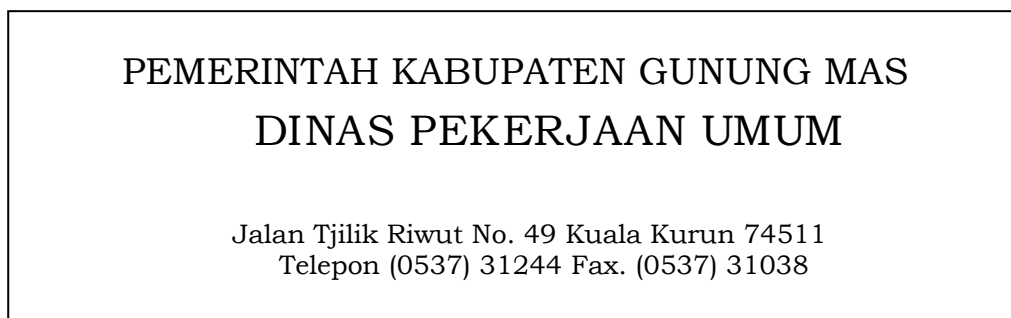 PEMERINTAH KABUPATEN GUNUNG MAS
DINAS PEKERJAAN UMUM
Jalan Tjilik Riwut No. 49 Kuala Kurun 74511
Telepon (0537) 31244 Fax. (0537) 31038